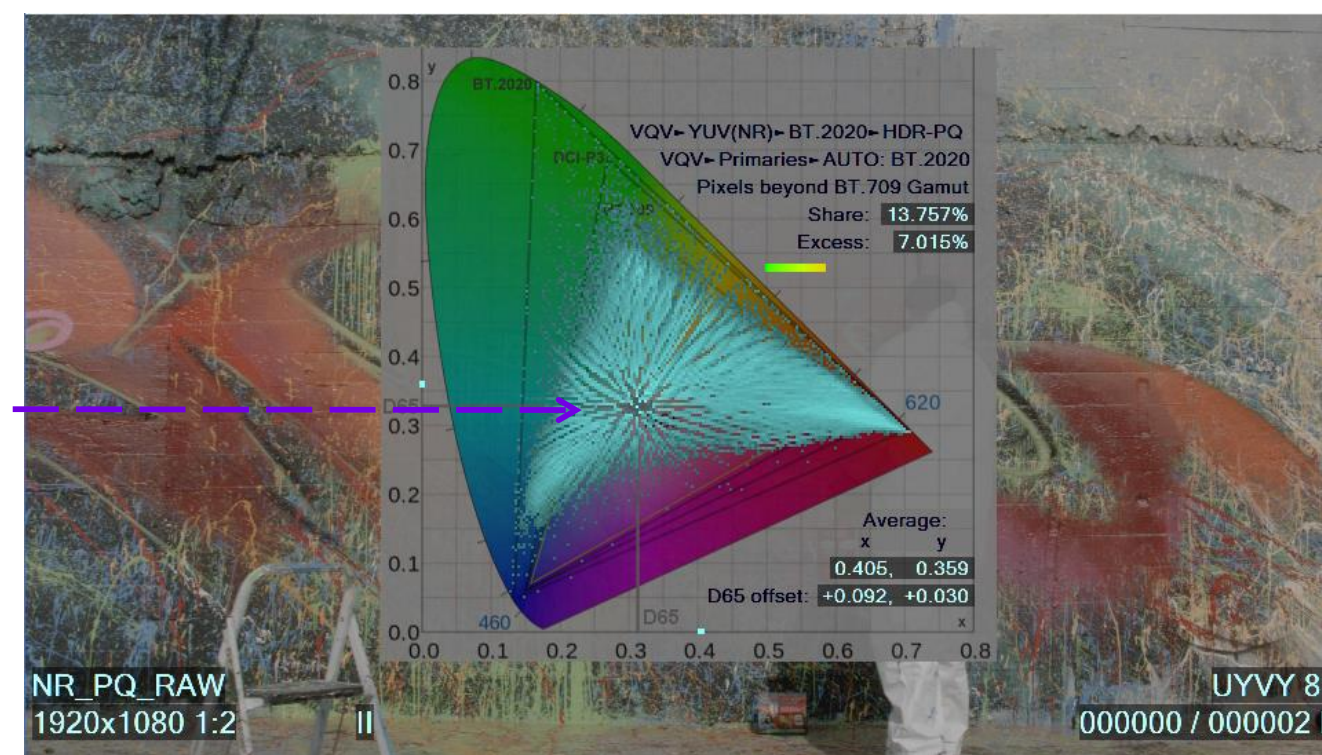 y
0.8
BT.2020
VQV►YUV(NR)►BT.2020►HDR-PQ
0.7
DCI-P3
VQV►Primaries►AUTO: BT.2020
Pixels beyond BT.709 Gamut
0.6
Share: 13.757%
Excess: 7.015%
0.5
0.4
D65
620
0.3
0.2
Average:
x y
0.405, 0.359
0.1
D65 offset: +0.092, +0.030
460
D65
x
0.0
0.0 0.1 0.2 0.3 0.4 0.5 0.6 0.7 0.8
NR_PQ_RAW
UYVY 8
1920x1080 1:2
II
000000 / 000002